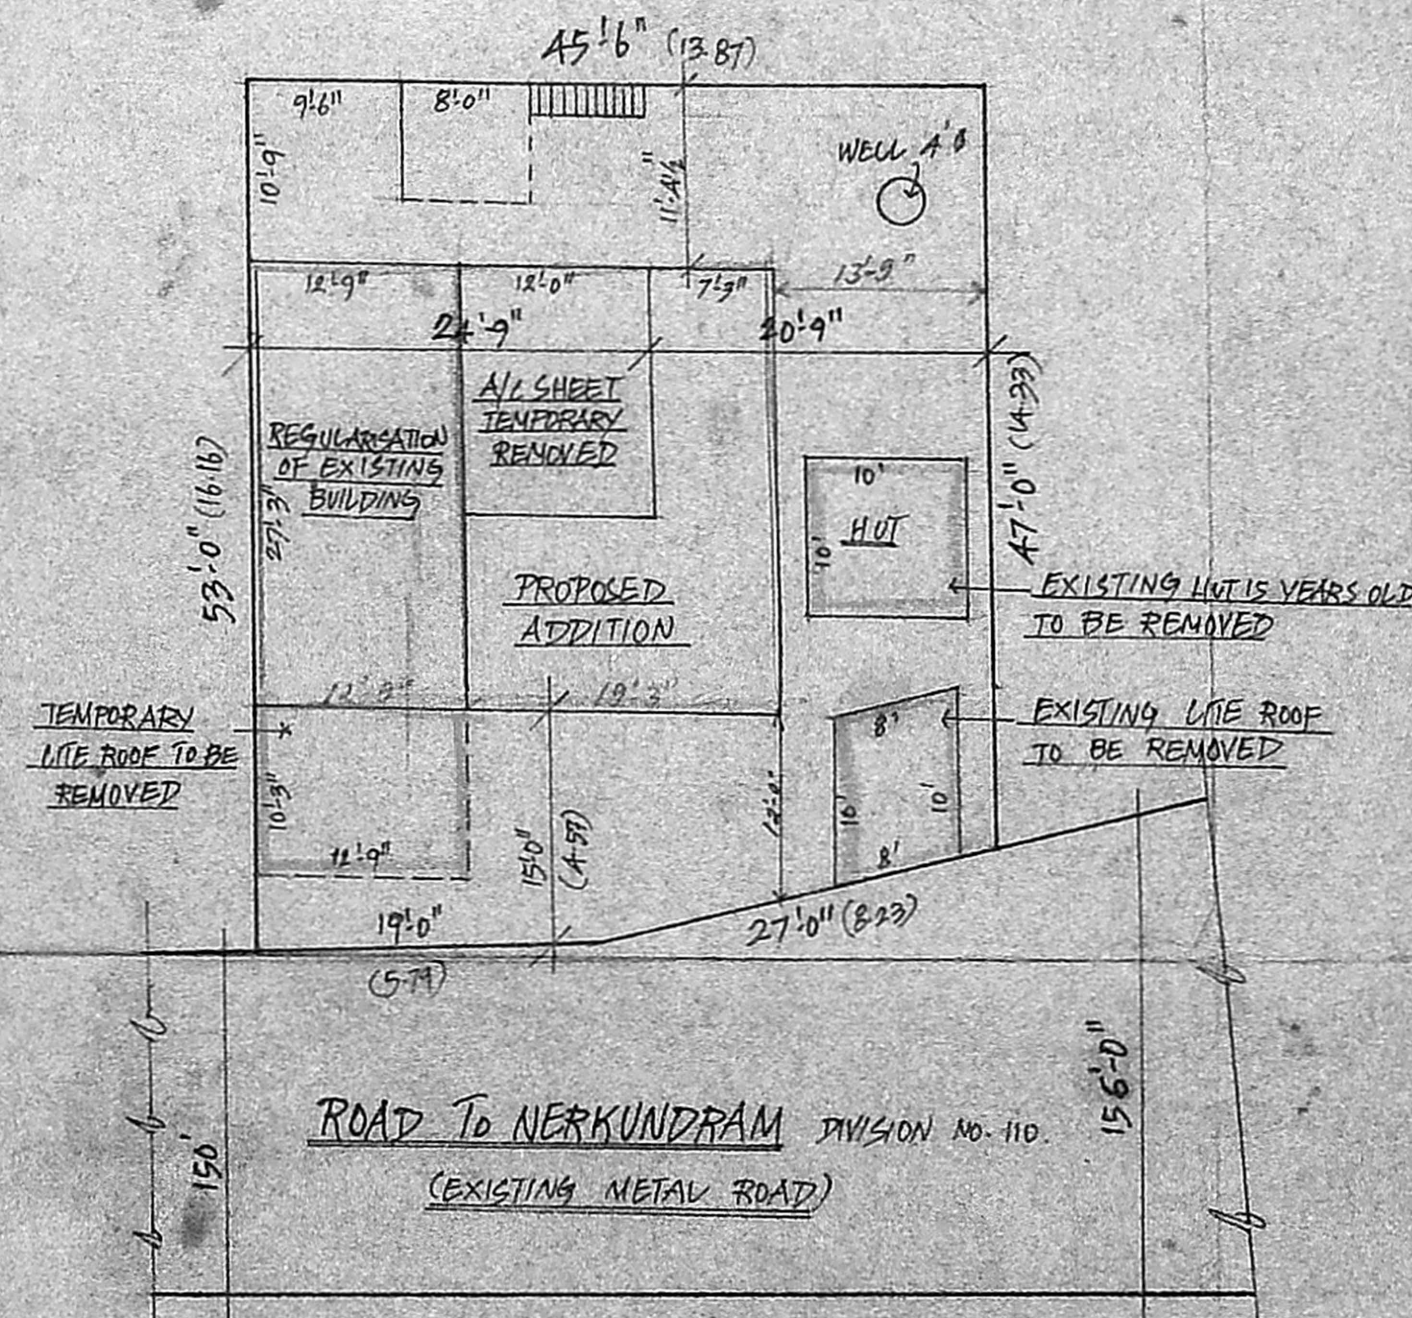 45'-6" (13.87)
9'-6"
8'-0"
10'-9"
11'-4½"
WELL 4'Ø
12'-9"
12'-0"
7'-3"
13'-9"
24'-9"
20'-9"
A/C SHEET
TEMPORARY
REMOVED
REGULARISATION
OF EXISTING
BUILDING
27'-3"
53'-0" (16.16)
47'-0" (14.33)
10'
10'
HUT
EXISTING HUT 15 YEARS OLD
TO BE REMOVED
PROPOSED
ADDITION
12'-9"
19'-3"
TEMPORARY
LITE ROOF TO BE
REMOVED
EXISTING LITE ROOF
TO BE REMOVED
8'
10'
10'
8'
10'-3"
12'-9"
15'-0"
(4.57)
12'-0"
19'-0"
(5.79)
27'-0" (8.23)
150'
156'-0"
ROAD TO NERKUNDRAM DIVISION NO. 110.
(EXISTING METAL ROAD)